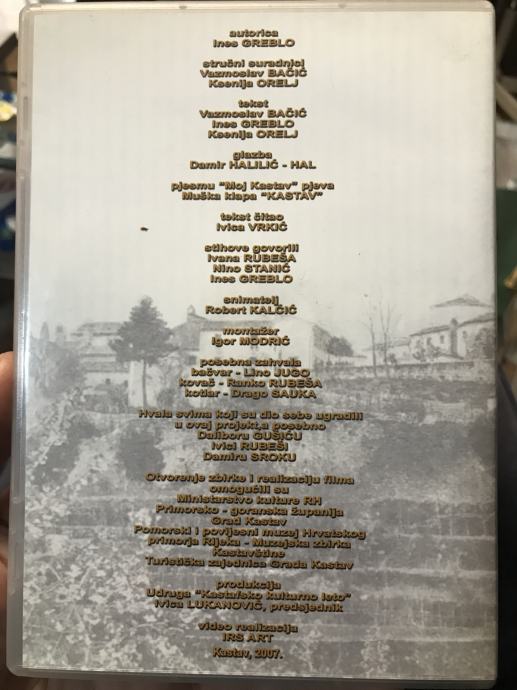 autorica
Ines GREBLO
stručni suradnici
Vazmoslav BAČIĆ
Ksenija ORELJ
tekst
Vazmoslav BAČIĆ
Ines GREBLO
Ksenija ORELJ
glazba
Damir HALILIĆ - HAL
pjesmu "Moj Kastav" pjeva
Muška klapa "KASTAV"
tekst čitao
Ivica VRKIĆ
stihove govorili
Ivana RUBEŠA
Nino STANIĆ
Ines GREBLO
snimatelj
Robert KALČIĆ
montažer
Igor MODRIĆ
posebna zahvala
bačvar - Lino JUGO
kovač - Ranko RUBEŠA
kotlar - Drago SAUKA
Hvala svima koji su dio sebe ugradili
u ovaj projekt,a posebno
Daliboru GUŠIĆU
Ivici RUBEŠI
Damiru SROKU
Otvorenje zbirke i realizaciju filma
omogućili su
Ministarstvo kulture RH
Primorsko - goranska županija
Grad Kastav
Pomorski i povijesni muzej Hrvatskog
primorja Rijeka - Muzejska zbirka
Kastavštine
Turistička zajednica Grada Kastav
produkcija
Udruga "Kastafsko kulturno leto"
Ivica LUKANOVIĆ, predsjednik
video realizacija
IRS ART
Kastav, 2007.